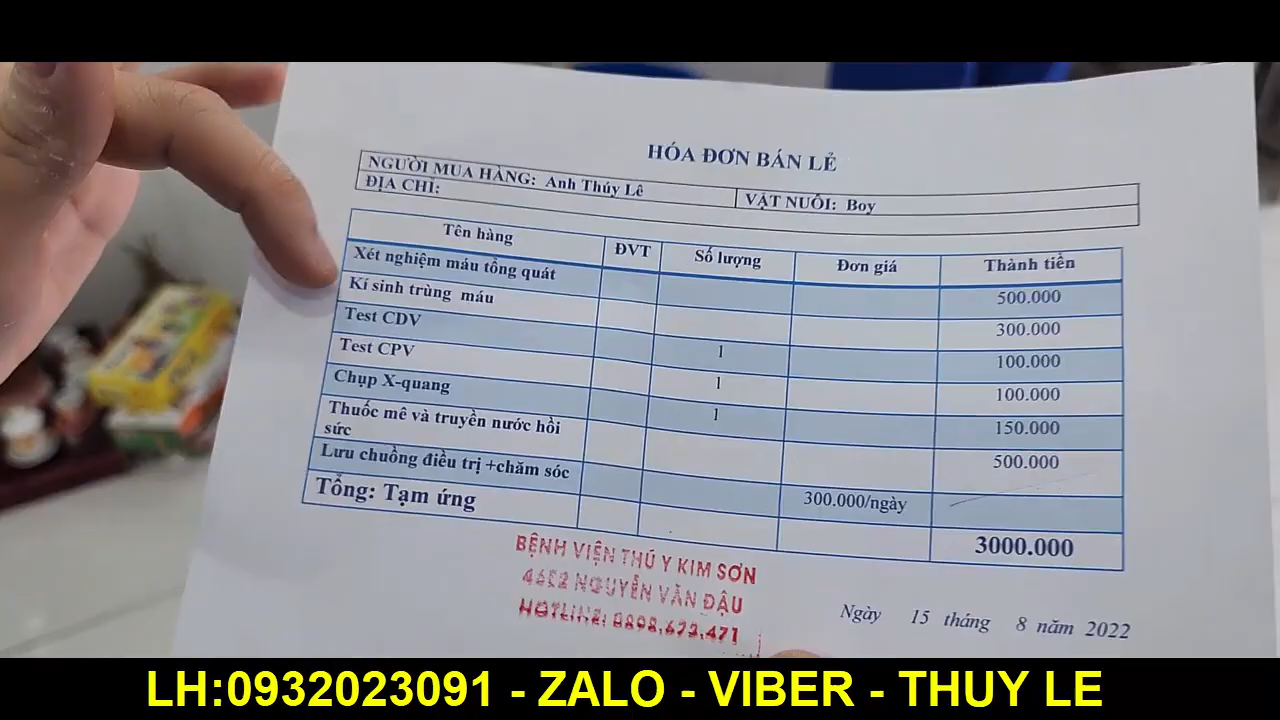 HÓA ĐƠN BÁN LẺ
NGƯỜI MUA HÀNG: Anh Thúy Lê VẬT NUÔI: Boy
ĐỊA CHỈ:
Tên hàng ĐVT Số lượng Đơn giá Thành tiền
Xét nghiệm máu tổng quát 500.000
Kí sinh trùng máu 300.000
Test CDV 1 100.000
Test CPV 1 100.000
Chụp X-quang 1 150.000
Thuốc mê và truyền nước hồi 500.000
sức
Lưu chuồng điều trị +chăm sóc 300.000/ngày
Tổng: Tạm ứng 3000.000
BỆNH VIỆN THÚ Y KIM SƠN
NGUYỄN VĂN ĐẬU
HOTLINE:
Ngày 15 tháng 8 năm 2022
LH:0932023091 - ZALO - VIBER - THUY LE